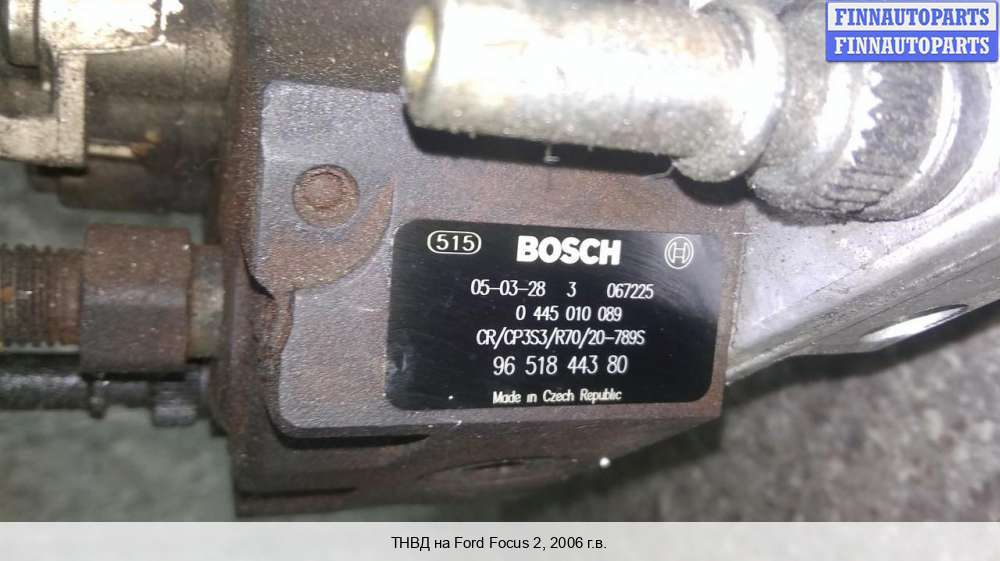 FINNAUTOPARTS
FINNAUTOPARTS
515 BOSCH
05-03-28 3 067225
0 445 010 089
CR/CP3S3/R70/20-789S
96 518 443 80
Made in Czech Republic
ТНВД на Ford Focus 2, 2006 г.в.